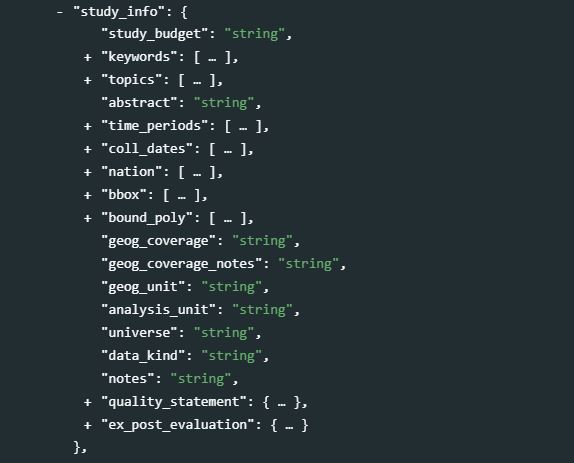 - "study_info": {
"study_budget": "string",
+ "keywords": [ … ],
+ "topics": [ … ],
"abstract": "string",
+ "time_periods": [ … ],
+ "coll_dates": [ … ],
+ "nation": [ … ],
+ "bbox": [ … ],
+ "bound_poly": [ … ],
"geog_coverage": "string",
"geog_coverage_notes": "string",
"geog_unit": "string",
"analysis_unit": "string",
"universe": "string",
"data_kind": "string",
"notes": "string",
+ "quality_statement": { … },
+ "ex_post_evaluation": { … }
},